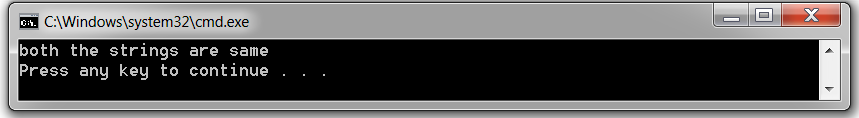 C:\Windows\system32\cmd.exe
both the strings are same
Press any key to continue . . .